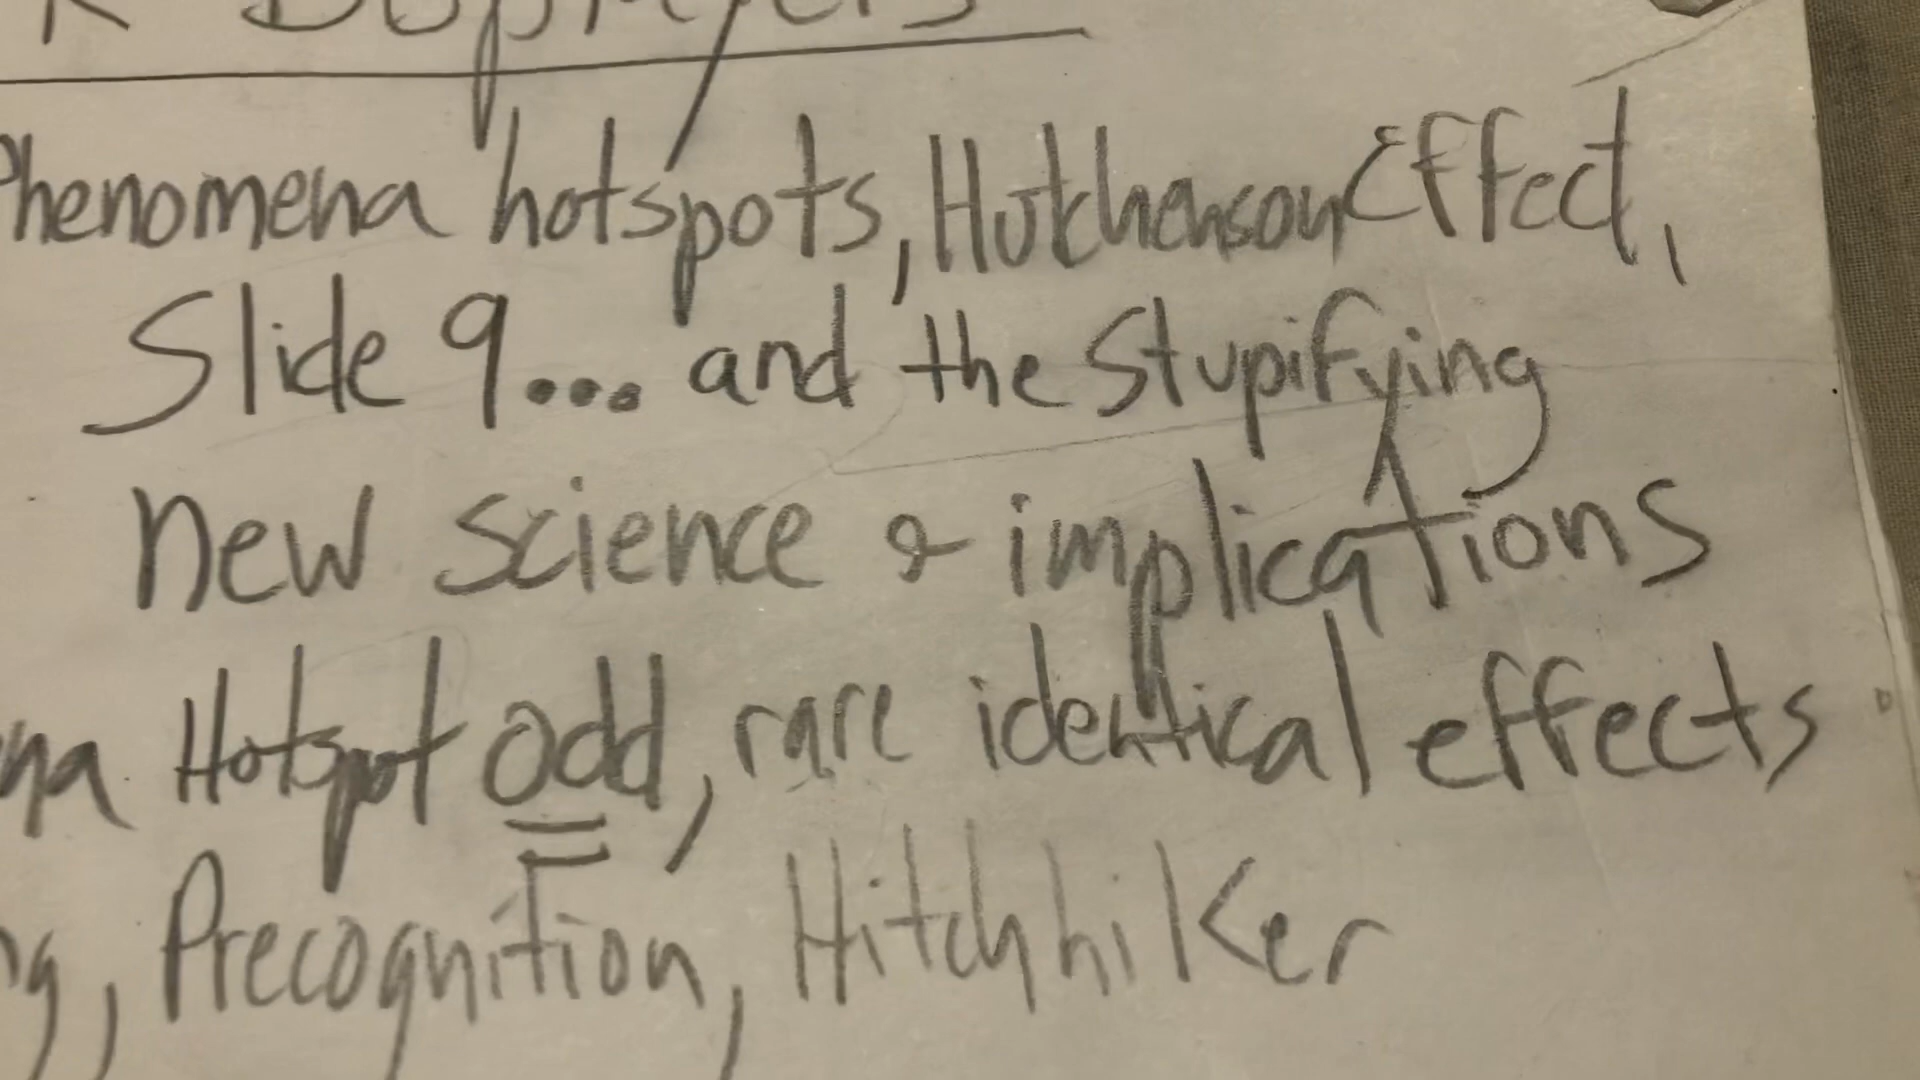 Phenomena hotspots, Hutchenson Effect,
Slide 9... and the Stupifying
new science & implications
na Hotspot odd, rare identical effects
g, Precognition, Hitchhiker